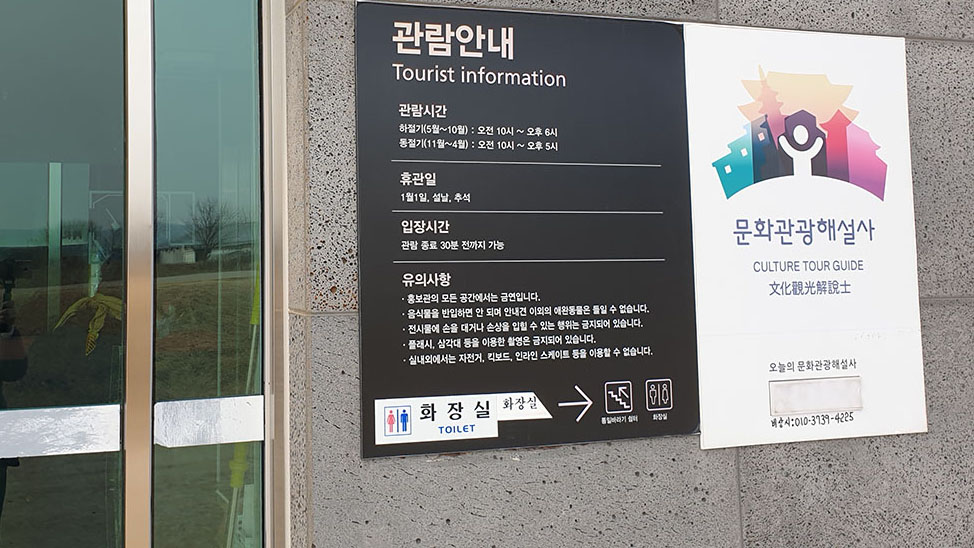 관람안내
Tourist information
관람시간
하절기(5월~10월) : 오전 10시 ~ 오후 6시
동절기(11월~4월) : 오전 10시 ~ 오후 5시
휴관일
1월1일, 설날, 추석
입장시간
관람 종료 30분 전까지 가능
유의사항
· 홍보관의 모든 공간에서는 금연입니다.
· 음식물을 반입하면 안 되며 안내견 이외의 애완동물은 들일 수 없습니다.
· 전시물에 손을 대거나 손상을 입힐 수 있는 행위는 금지되어 있습니다.
· 플래시, 삼각대 등을 이용한 촬영은 금지되어 있습니다.
· 실내외에서는 자전거, 킥보드, 인라인 스케이트 등을 이용할 수 없습니다.
화장실
TOILET
화장실
통일바라기 쉼터
화장실
문화관광해설사
CULTURE TOUR GUIDE
文化觀光解說士
오늘의 문화관광해설사
비상시:010-3739-4225